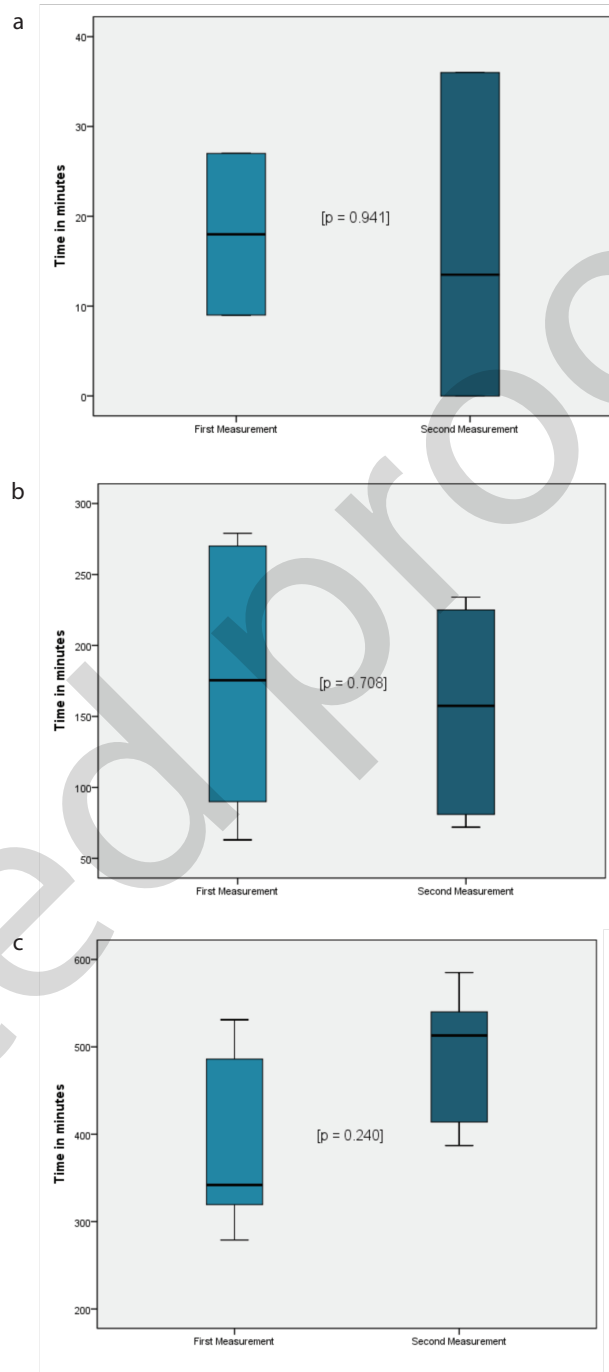 a
40
30
20
10
0
Time in minutes
[p = 0.941]
First Measurement
Second Measurement
b
300
250
200
150
100
50
Time in minutes
[p = 0.708]
First Measurement
Second Measurement
c
600
500
400
300
200
Time in minutes
[p = 0.240]
First Measurement
Second Measurement
ed proo